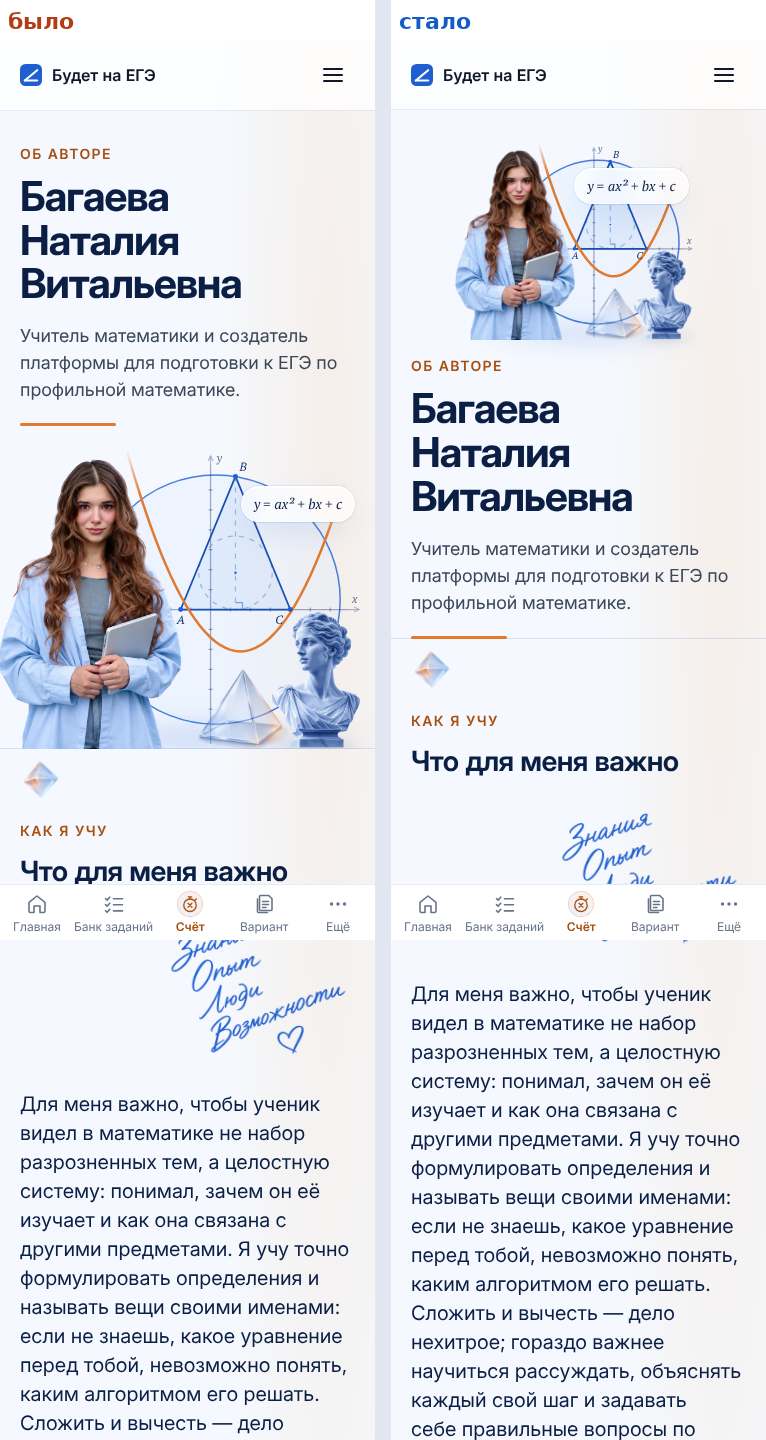 было
Будет на ЕГЭ
ОБ АВТОРЕ
Багаева
Наталия
Витальевна
Учитель математики и создатель
платформы для подготовки к ЕГЭ по
профильной математике.
y
B
y = ax² + bx + c
x
A
C
КАК Я УЧУ
Что для меня важно
Главная
Банк заданий
Счёт
Вариант
Ещё
Знания
Опыт
Люди
Возможности
Для меня важно, чтобы ученик
видел в математике не набор
разрозненных тем, а целостную
систему: понимал, зачем он её
изучает и как она связана с
другими предметами. Я учу точно
формулировать определения и
называть вещи своими именами:
если не знаешь, какое уравнение
перед тобой, невозможно понять,
каким алгоритмом его решать.
Сложить и вычесть — дело
стало
Будет на ЕГЭ
y
B
y = ax² + bx + c
x
A
C
ОБ АВТОРЕ
Багаева
Наталия
Витальевна
Учитель математики и создатель
платформы для подготовки к ЕГЭ по
профильной математике.
КАК Я УЧУ
Что для меня важно
Знания
Опыт
Люди
Главная
Банк заданий
Счёт
Вариант
Ещё
Для меня важно, чтобы ученик
видел в математике не набор
разрозненных тем, а целостную
систему: понимал, зачем он её
изучает и как она связана с
другими предметами. Я учу точно
формулировать определения и
называть вещи своими именами:
если не знаешь, какое уравнение
перед тобой, невозможно понять,
каким алгоритмом его решать.
Сложить и вычесть — дело
нехитрое; гораздо важнее
научиться рассуждать, объяснять
каждый свой шаг и задавать
себе правильные вопросы по